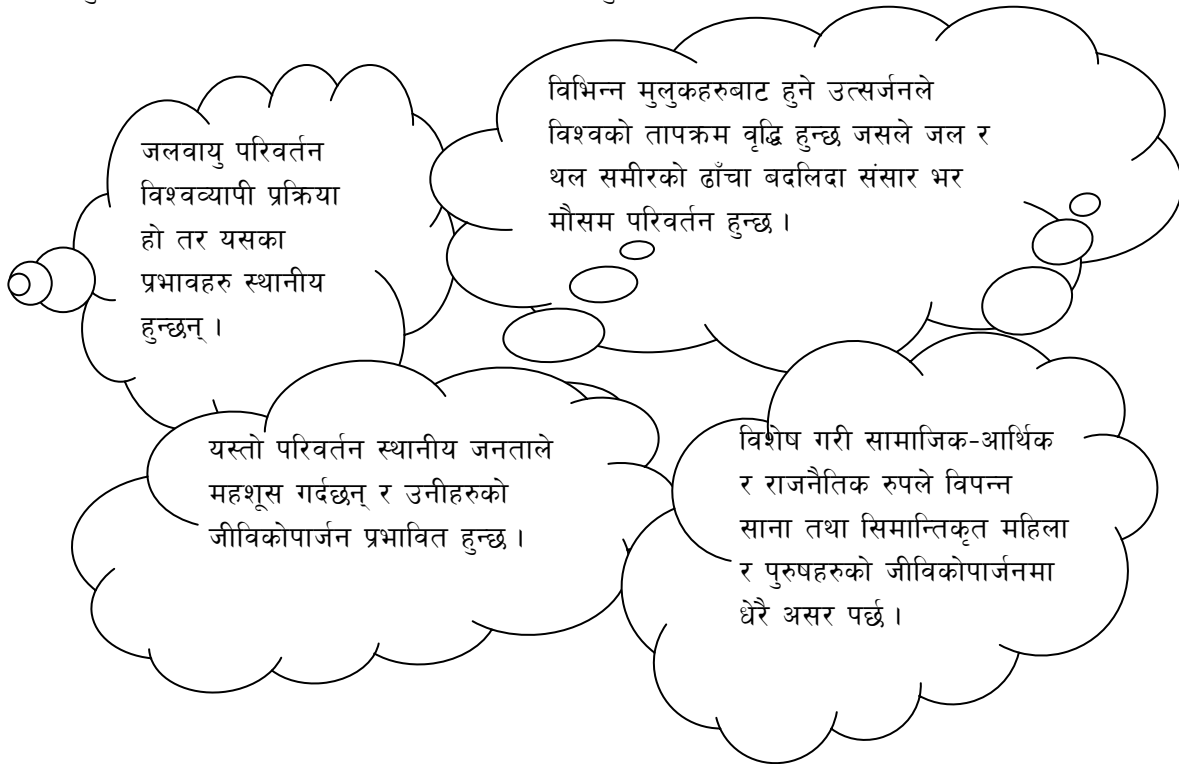 जलवायु परिवर्तन
विश्वव्यापी प्रक्रिया
हो तर यसका
प्रभावहरु स्थानीय
हुन्छन् ।
विभिन्न मुलुकहरुबाट हुने उत्सर्जनले
विश्वको तापक्रम वृद्धि हुन्छ जसले जल र
थल समीरको ढाँचा बदलिदा संसार भर
मौसम परिवर्तन हुन्छ ।
यस्तो परिवर्तन स्थानीय जनताले
महशूस गर्दछन् र उनीहरुको
जीविकोपार्जन प्रभावित हुन्छ ।
विशेष गरी सामाजिक-आर्थिक
र राजनैतिक रुपले विपन्न
साना तथा सिमान्तिकृत महिला
र पुरुषहरुको जीविकोपार्जनमा
धेरै असर पर्छ ।